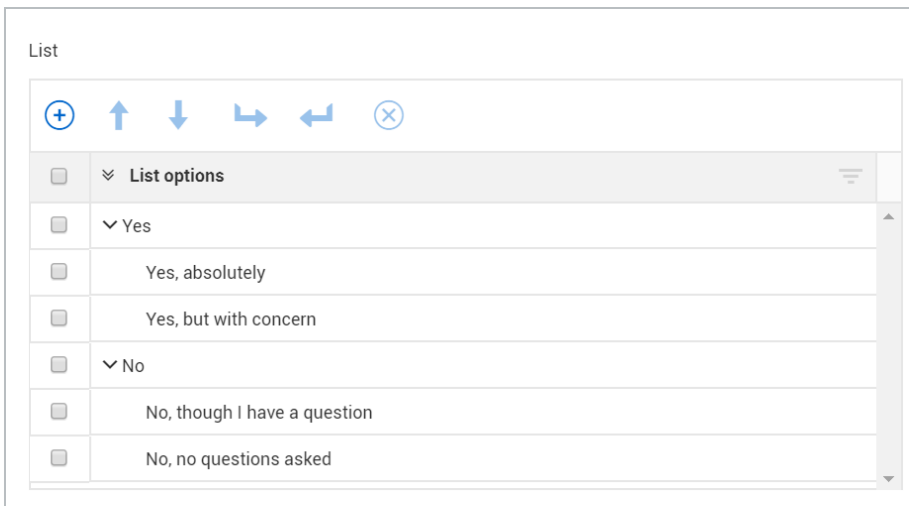 List
List options
Yes
Yes, absolutely
Yes, but with concern
No
No, though I have a question
No, no questions asked